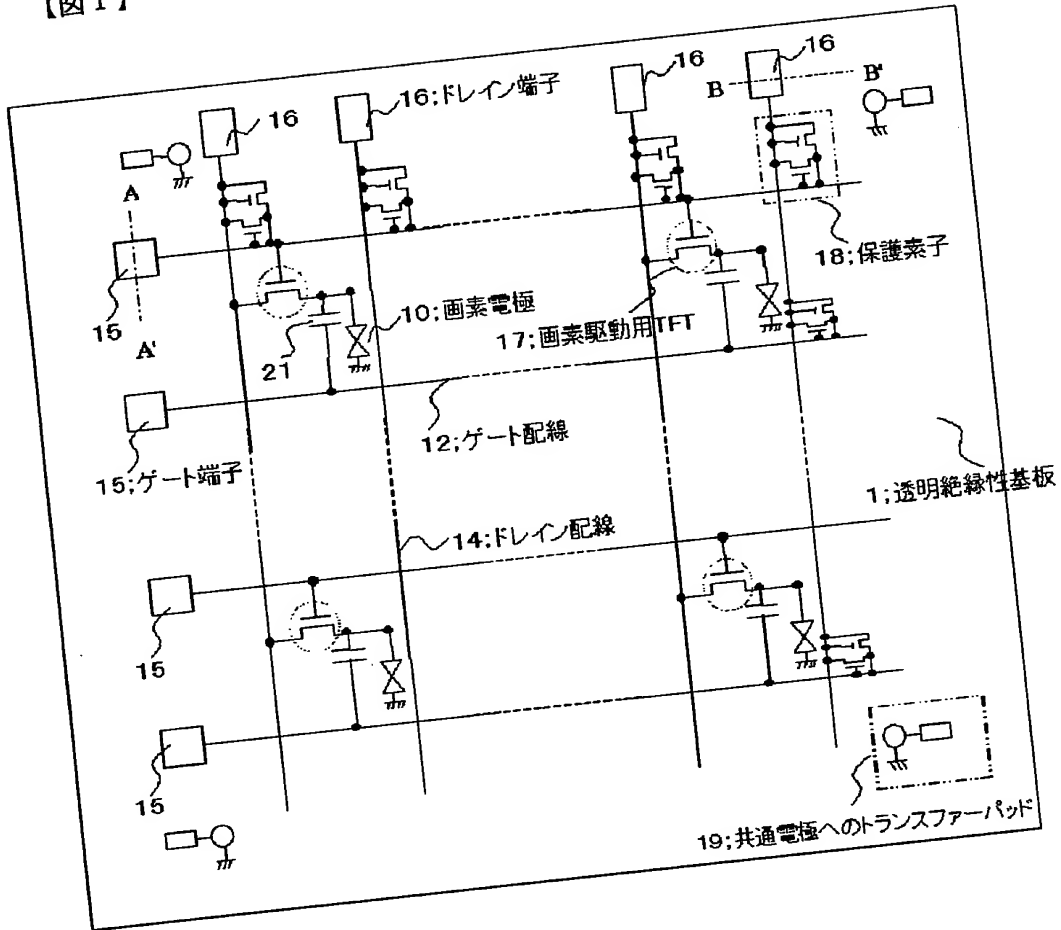 【図1】
16
16
B
B'
16
16;ドレイン端子
A
18;保護素子
15
10;画素電極
17;画素駆動用TFT
A'
21
12;ゲート配線
15;ゲート端子
1;透明絶縁性基板
14;ドレイン配線
15
15
19;共通電極へのトランスファーパッド